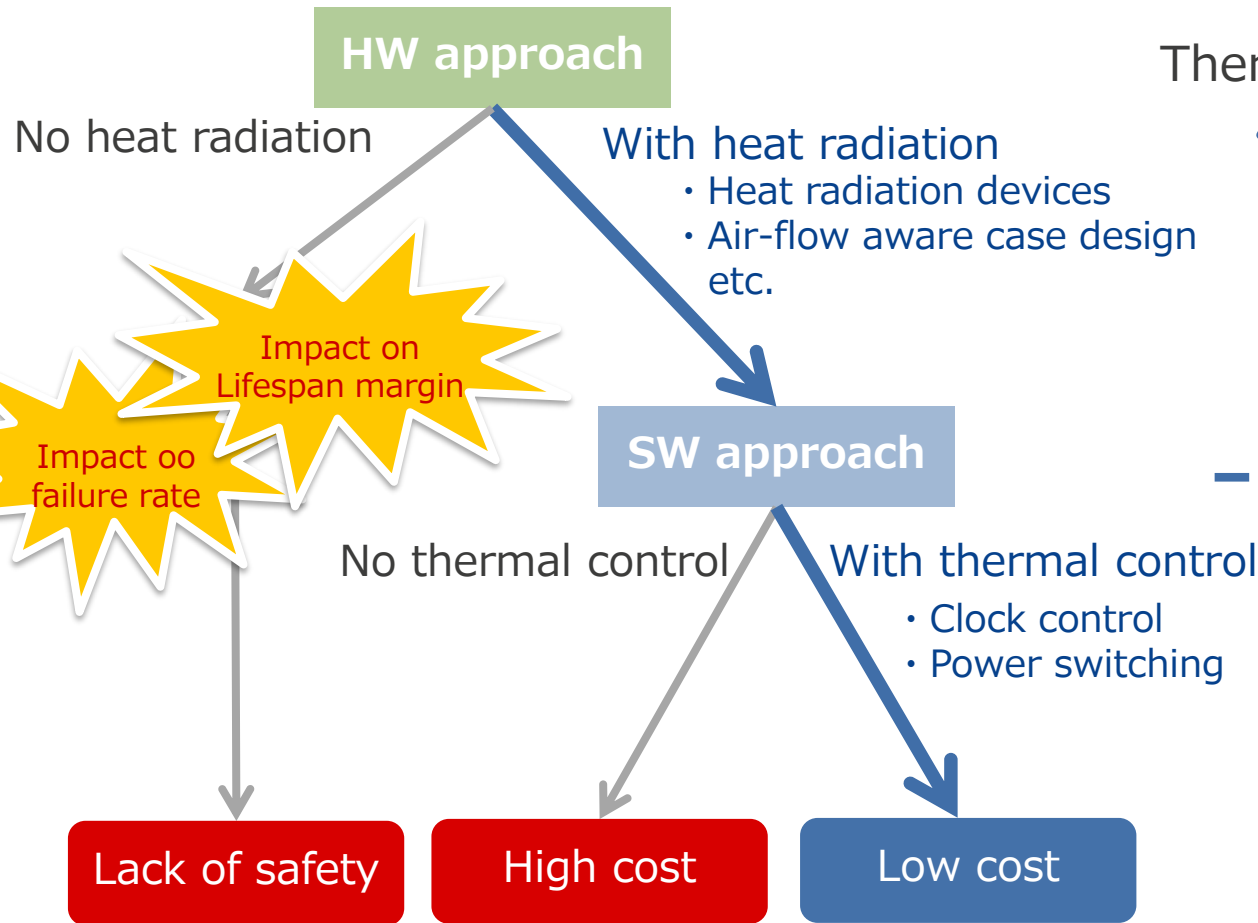 HW approach
Ther
No heat radiation
With heat radiation
・Heat radiation devices
・Air-flow aware case design
etc.
Impact on
Lifespan margin
Impact oo
failure rate
SW approach
No thermal control
With thermal control
・Clock control
・Power switching
Lack of safety
High cost
Low cost